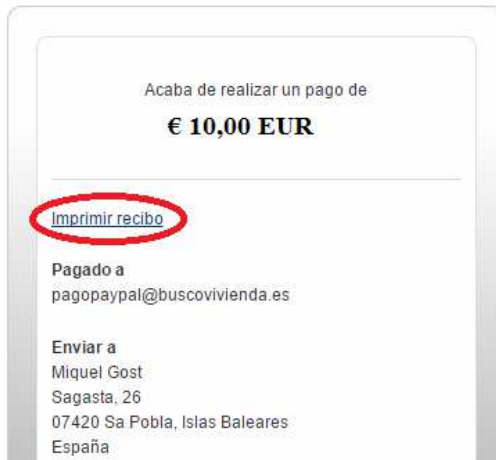 Acaba de realizar un pago de
€ 10,00 EUR
Imprimir recibo
Pagado a
pagopaypal@buscovivienda.es
Enviar a
Miquel Gost
Sagasta, 26
07420 Sa Pobla, Islas Baleares
España